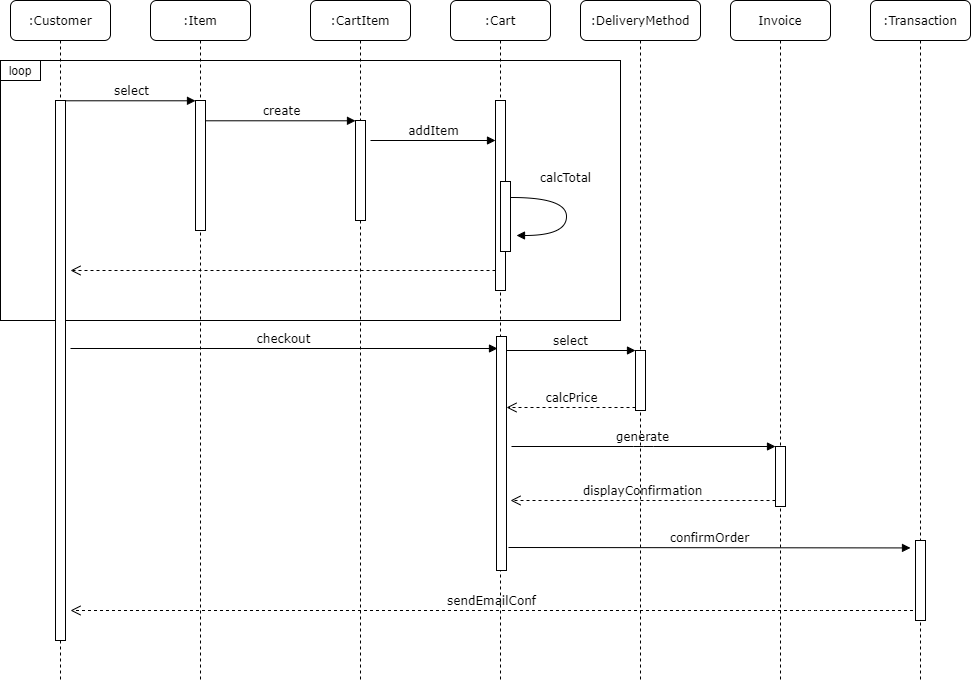 :Customer
:Item
:CartItem
:Cart
:DeliveryMethod
Invoice
:Transaction
loop
select
create
addItem
calcTotal
checkout
select
calcPrice
generate
displayConfirmation
confirmOrder
sendEmailConf